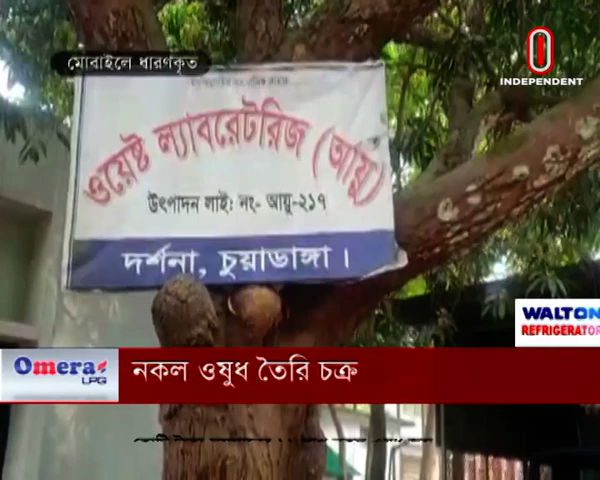 মোবাইলে ধারণকৃত
INDEPENDENT
ওয়েষ্ট ল্যাবরেটরিজ (আয়ু)
উৎপাদন লাই: নং- আয়ু-২১৭
দর্শনা, চুয়াডাঙ্গা।
WALTON
REFRIGERATOR
Omera
LPG
নকল ওষুধ তৈরি চক্র